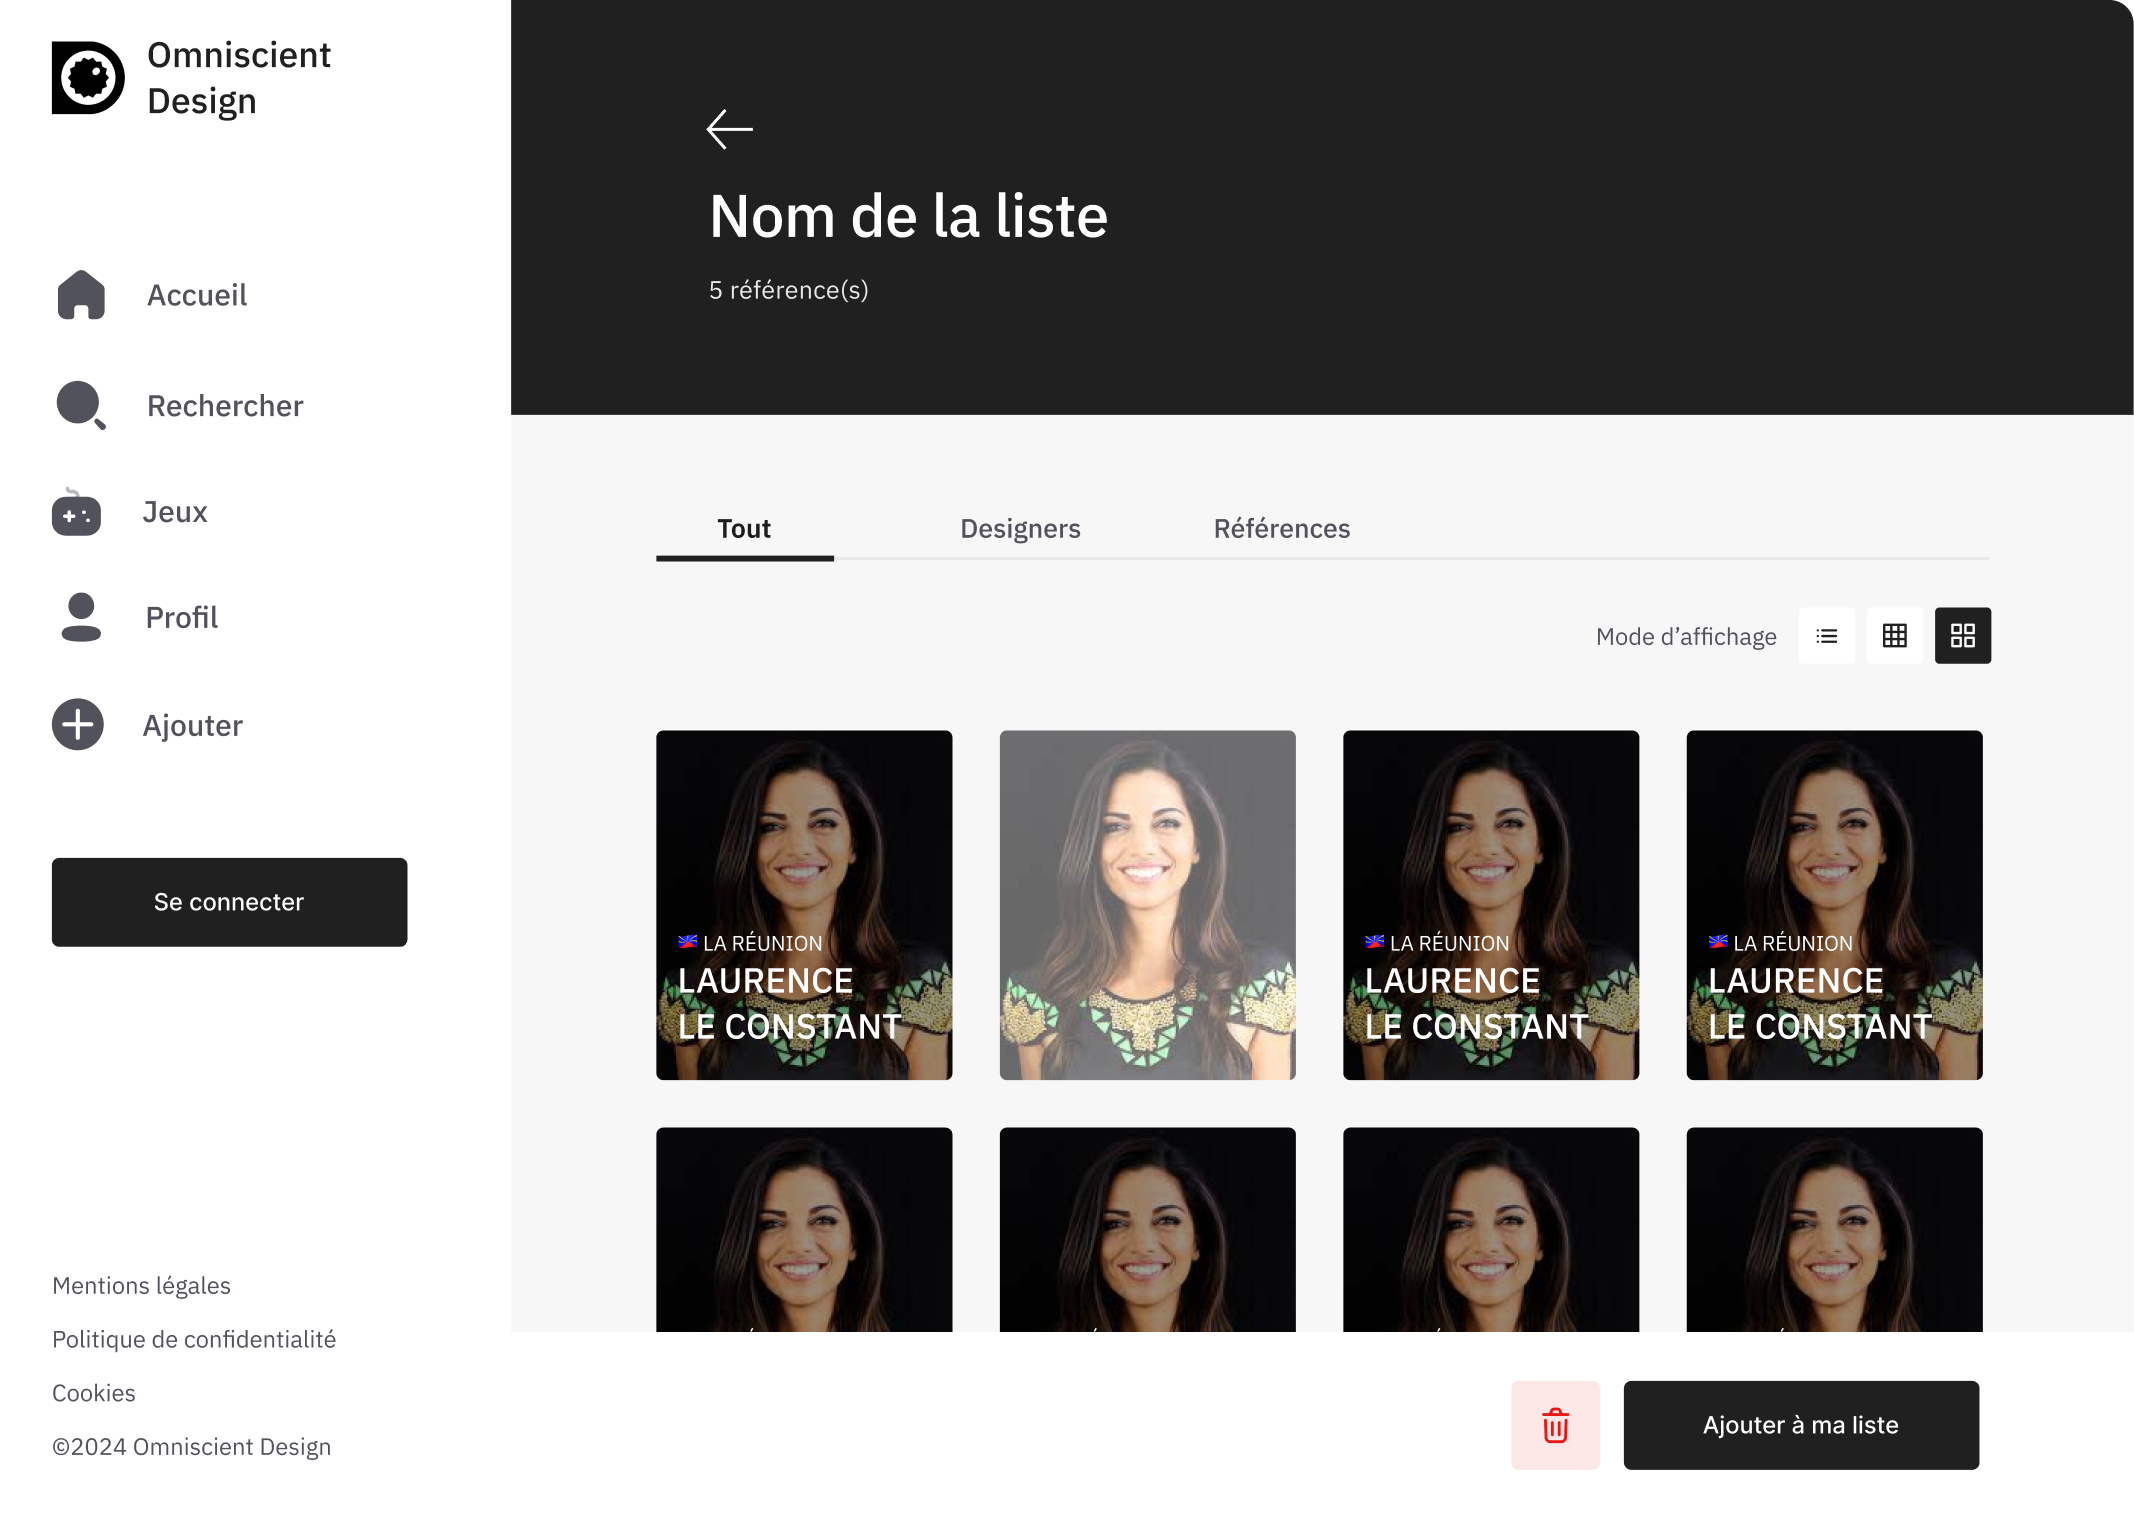 Omniscient
Design
Accueil
Rechercher
Jeux
Profil
Ajouter
Se connecter
Mentions légales
Politique de confidentialité
Cookies
©2024 Omniscient Design
Nom de la liste
5 référence(s)
Tout Designers Références
Mode d’affichage
LA RÉUNION
LAURENCE
LE CONSTANT
LA RÉUNION
LAURENCE
LE CONSTANT
LA RÉUNION
LAURENCE
LE CONSTANT
Ajouter à ma liste